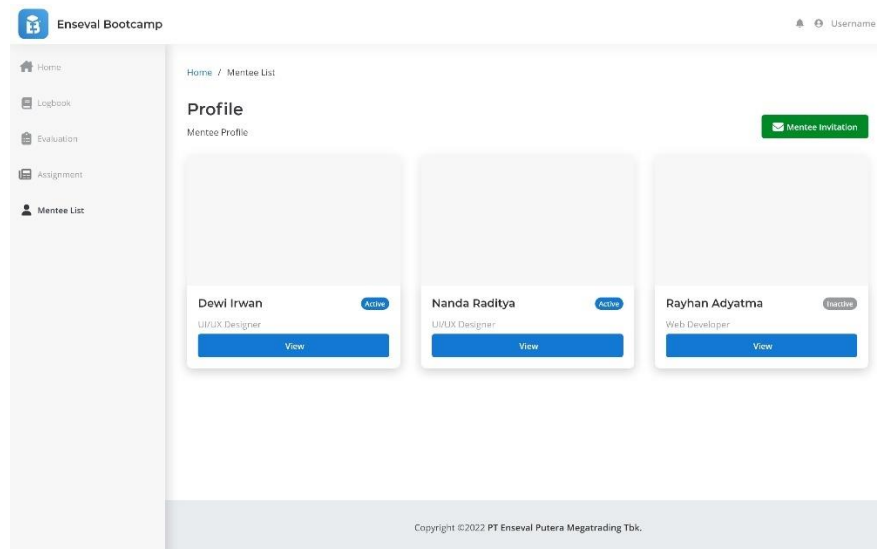 Enseval Bootcamp
Username
Home
Logbook
Evaluation
Assignment
Mentee List
Home / Mentee List
Profile
Mentee Profile
Mentee Invitation
Dewi Irwan Active
UI/UX Designer
View
Nanda Raditya Active
UI/UX Designer
View
Rayhan Adyatma Inactive
Web Developer
View
Copyright ©2022 PT Enseval Putera Megatrading Tbk.